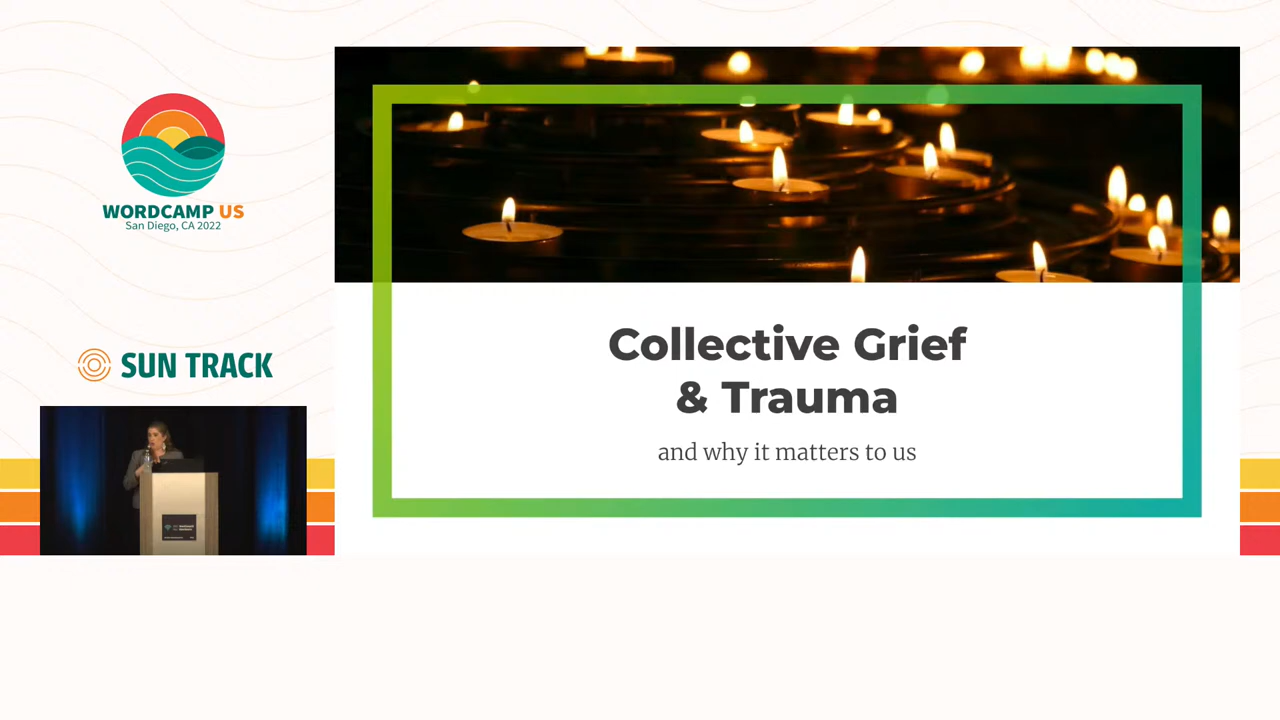 WORDCAMP US
San Diego, CA 2022
SUN TRACK
Collective Grief
& Trauma
and why it matters to us